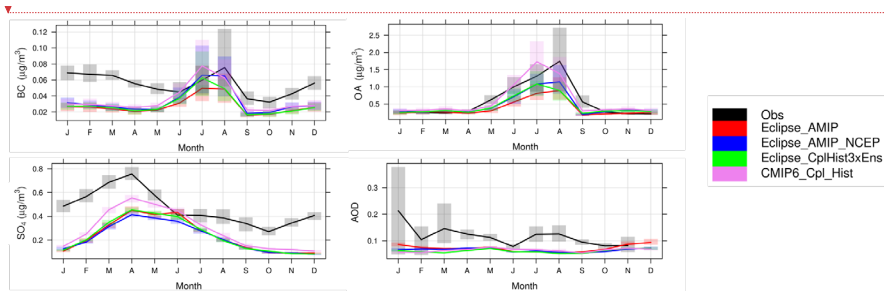 BC (µg/m³)
0.12
0.10
0.08
0.06
0.04
0.02
J F M A M J J A S O N D
Month
OA (µg/m³)
2.5
2.0
1.5
1.0
0.5
J F M A M J J A S O N D
Month
SO₄ (µg/m³)
0.8
0.6
0.4
0.2
J F M A M J J A S O N D
Month
AOD
0.3
0.2
0.1
J F M A M J J A S O N D
Month
Obs
Eclipse_AMIP
Eclipse_AMIP_NCEP
Eclipse_CplHist3xEns
CMIP6_Cpl_Hist